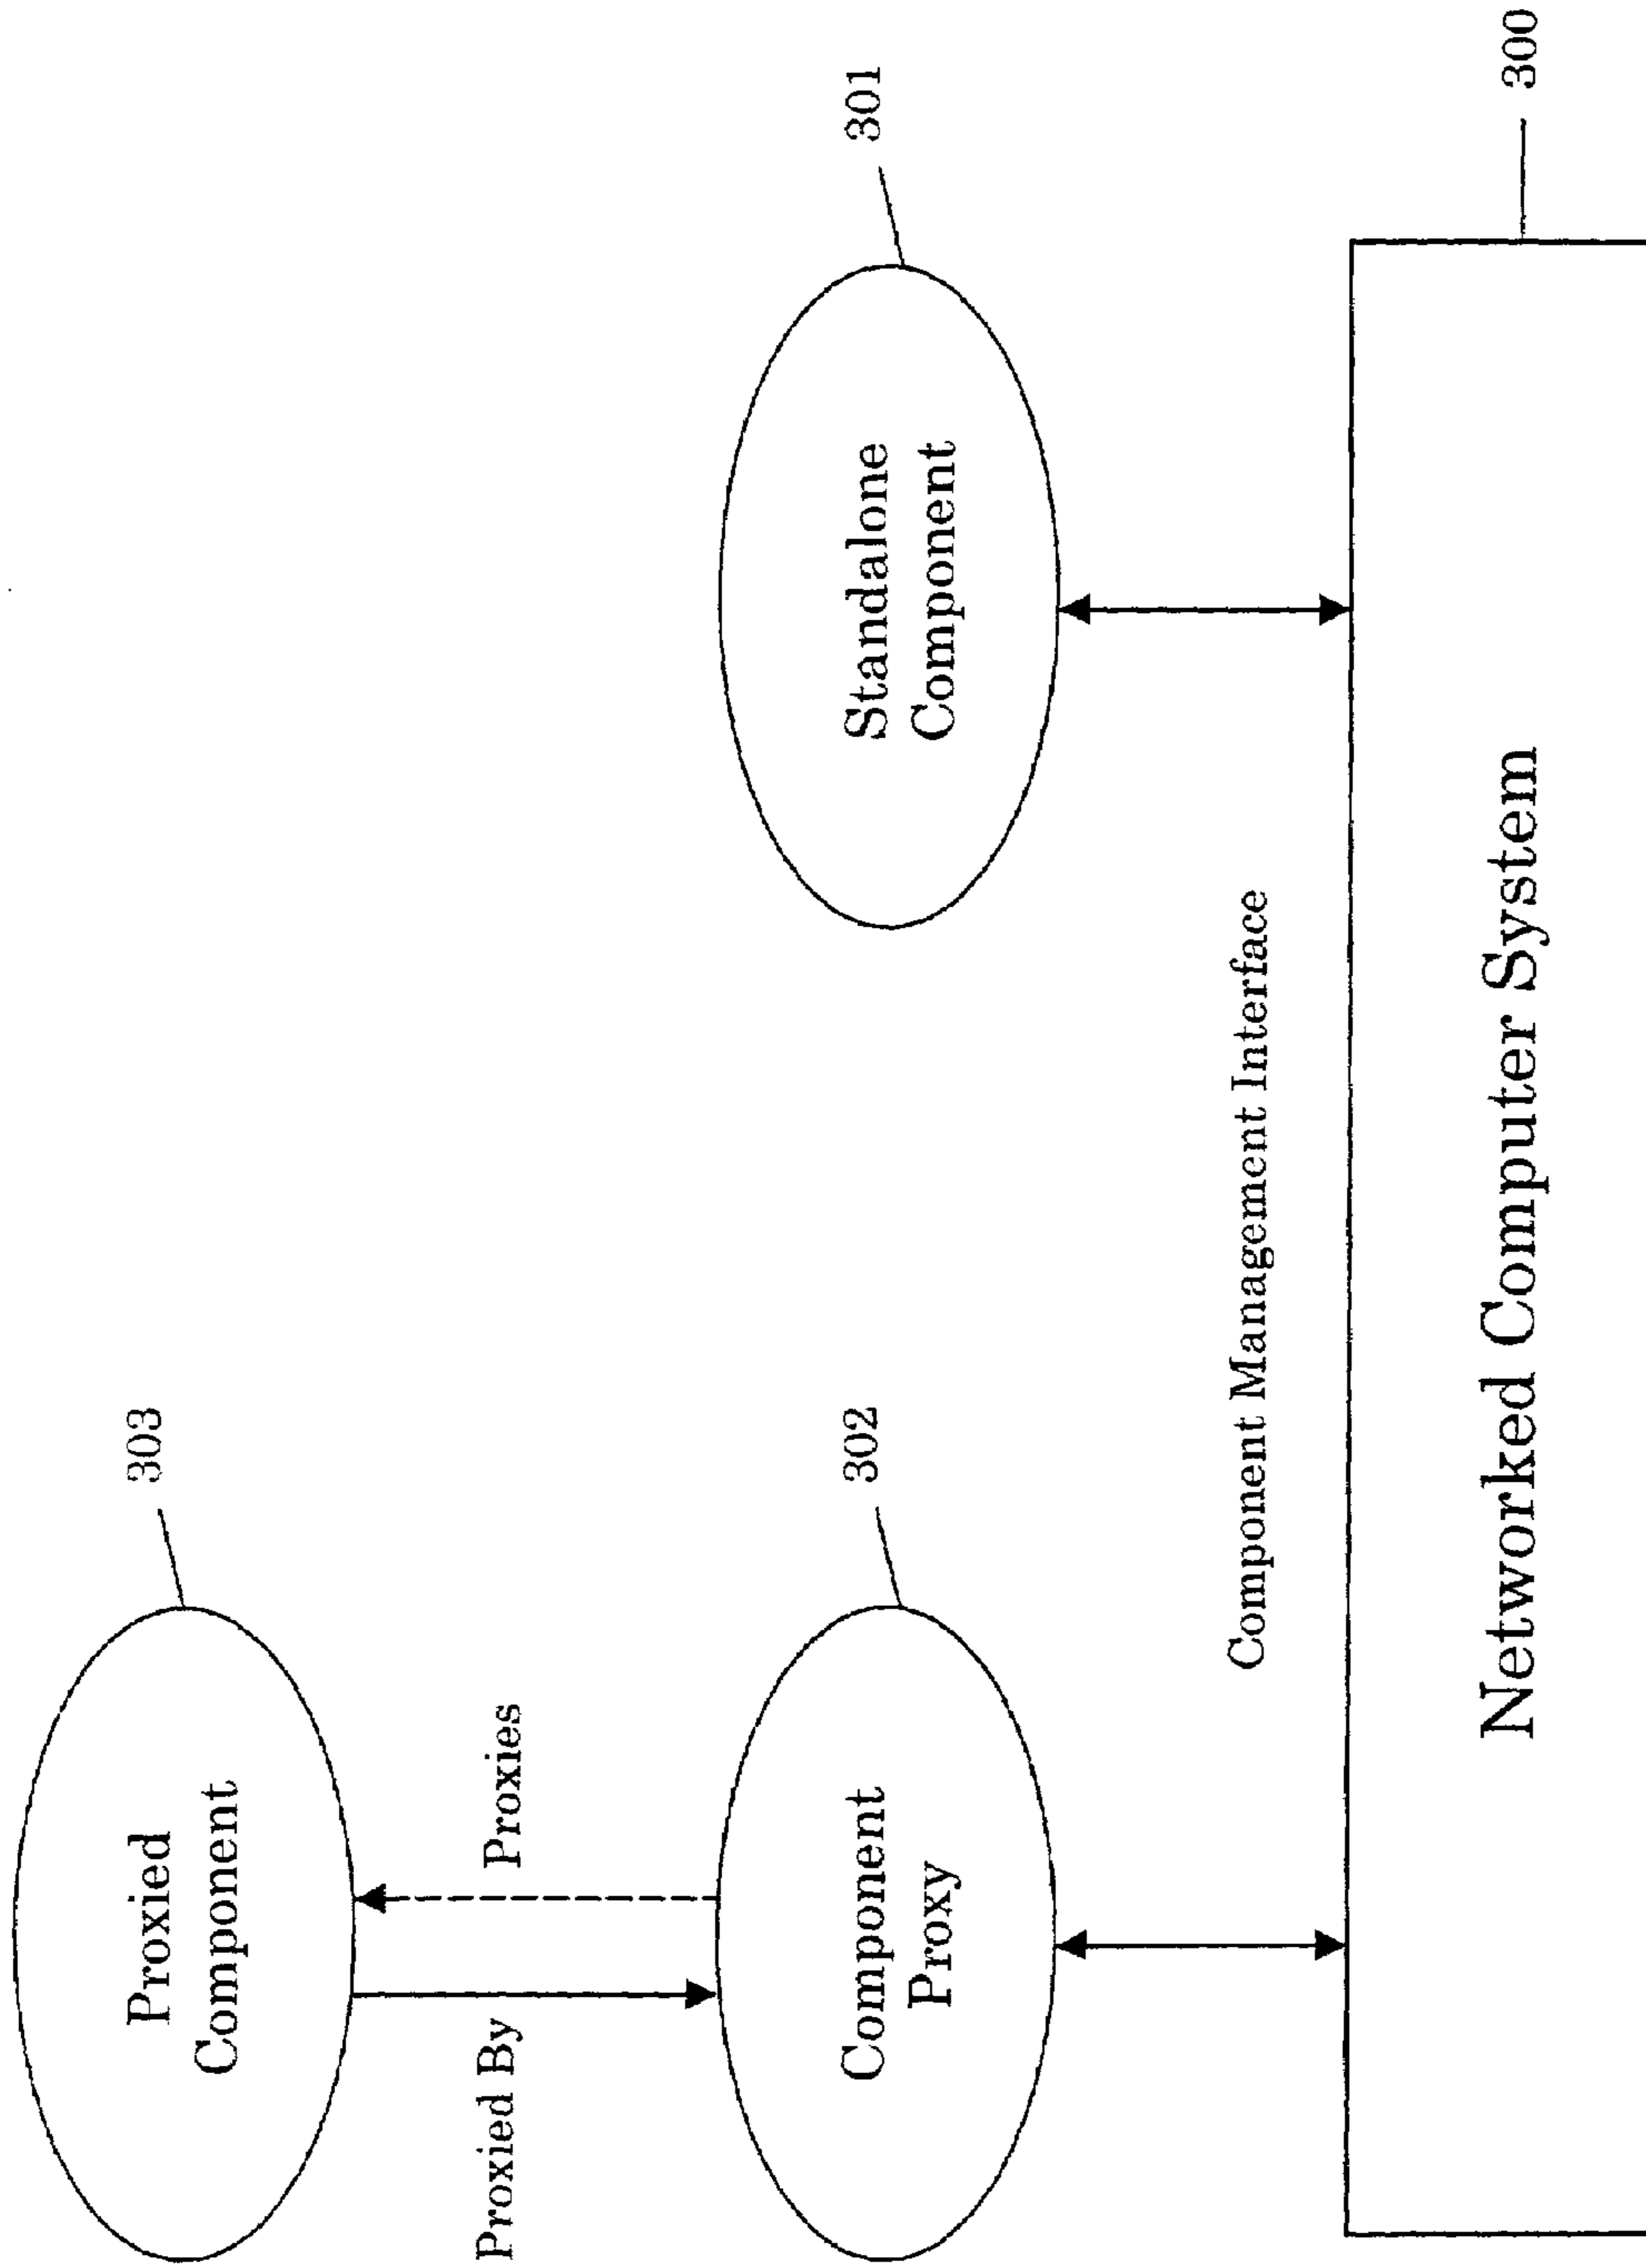 303
Proxied
Component
Proxied By
Proxies
302
Component
Proxy
301
Standalone
Component
Component Management Interface
Networked Computer System
300